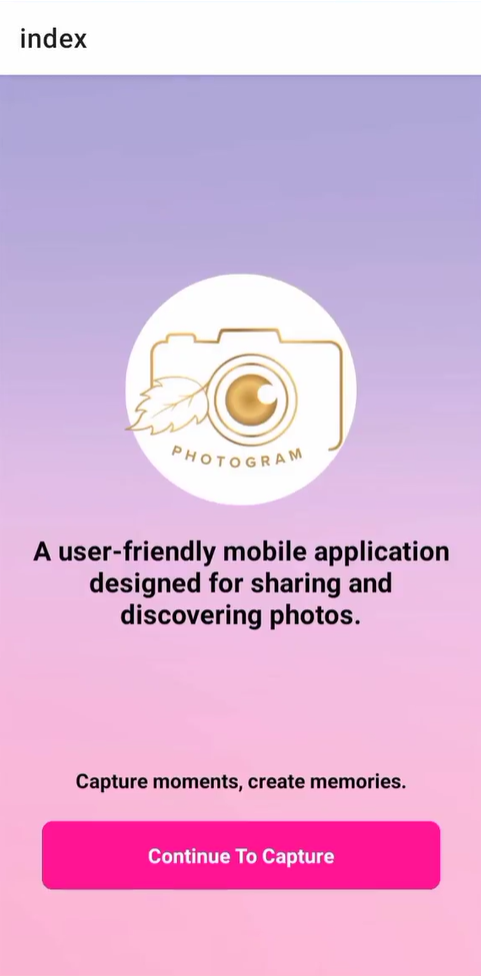 index
PHOTOGRAM
A user-friendly mobile application
designed for sharing and
discovering photos.
Capture moments, create memories.
Continue To Capture